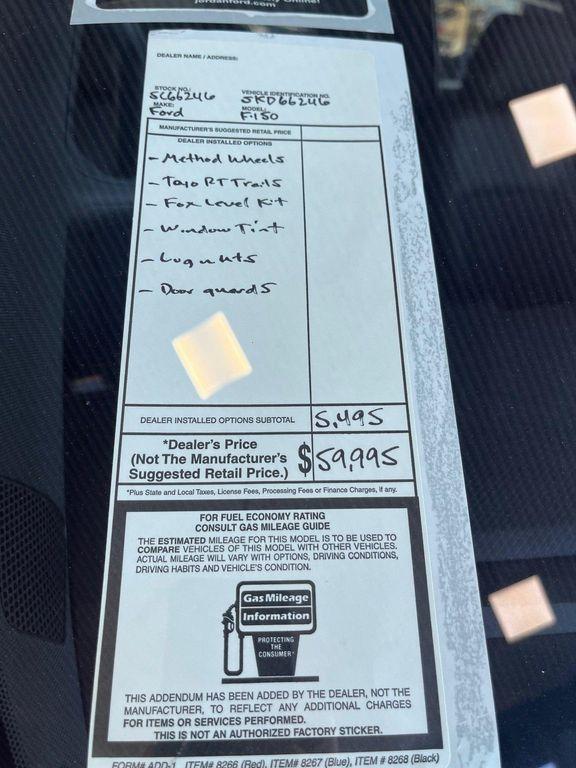 jordanford.com
DEALER NAME / ADDRESS:
STOCK NO.: VEHICLE IDENTIFICATION NO.
SC66246 SKD66246
MAKE: MODEL:
Ford F-150
MANUFACTURER'S SUGGESTED RETAIL PRICE
DEALER INSTALLED OPTIONS
- Method Wheels
- Toyo RT Trails
- Fox Level Kit
- Window Tint
- Lug nuts
- Door guards
DEALER INSTALLED OPTIONS SUBTOTAL 5,495
*Dealer's Price
(Not The Manufacturer's
Suggested Retail Price.) $59,995
*Plus State and Local Taxes, License Fees, Processing Fees or Finance Charges, if any.
FOR FUEL ECONOMY RATING
CONSULT GAS MILEAGE GUIDE
THE ESTIMATED MILEAGE FOR THIS MODEL IS TO BE USED TO
COMPARE VEHICLES OF THIS MODEL WITH OTHER VEHICLES.
ACTUAL MILEAGE WILL VARY WITH OPTIONS, DRIVING CONDITIONS,
DRIVING HABITS AND VEHICLE'S CONDITION.
Gas Mileage
Information
PROTECTING
THE
CONSUMER"
THIS ADDENDUM HAS BEEN ADDED BY THE DEALER, NOT THE
MANUFACTURER, TO REFLECT ANY ADDITIONAL CHARGES
FOR ITEMS OR SERVICES PERFORMED.
THIS IS NOT AN AUTHORIZED FACTORY STICKER.
FORM# ADD-1 ITEM# 8266 (Red), ITEM# 8267 (Blue), ITEM # 8268 (Black)